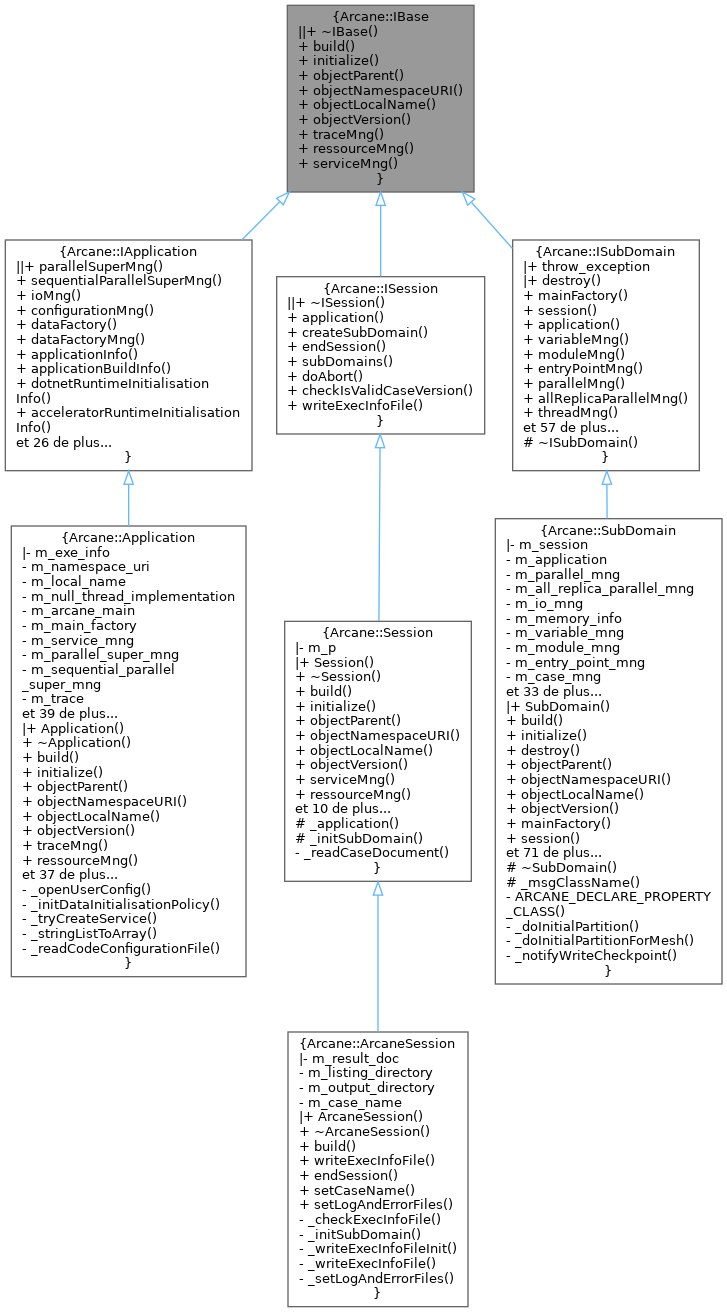 {Arcane::IBase
||+ ~IBase()
+ build()
+ initialize()
+ objectParent()
+ objectNamespaceURI()
+ objectLocalName()
+ objectVersion()
+ traceMng()
+ ressourceMng()
+ serviceMng()
}
{Arcane::IApplication
||+ parallelSuperMng()
+ sequentialParallelSuperMng()
+ ioMng()
+ configurationMng()
+ dataFactory()
+ dataFactoryMng()
+ applicationInfo()
+ applicationBuildInfo()
+ dotnetRuntimeInitialisation
Info()
+ acceleratorRuntimeInitialisation
Info()
et 26 de plus...
}
{Arcane::ISession
||+ ~ISession()
+ application()
+ createSubDomain()
+ endSession()
+ subDomains()
+ doAbort()
+ checkIsValidCaseVersion()
+ writeExecInfoFile()
}
{Arcane::ISubDomain
|+ throw_exception
|+ destroy()
+ mainFactory()
+ session()
+ application()
+ variableMng()
+ moduleMng()
+ entryPointMng()
+ parallelMng()
+ allReplicaParallelMng()
+ threadMng()
et 57 de plus...
# ~ISubDomain()
}
{Arcane::Application
|- m_exe_info
- m_namespace_uri
- m_local_name
- m_null_thread_implementation
- m_arcane_main
- m_main_factory
- m_service_mng
- m_parallel_super_mng
- m_sequential_parallel
_super_mng
- m_trace
et 39 de plus...
|+ Application()
+ ~Application()
+ build()
+ initialize()
+ objectParent()
+ objectNamespaceURI()
+ objectLocalName()
+ objectVersion()
+ traceMng()
+ ressourceMng()
et 37 de plus...
- _openUserConfig()
- _initDataInitialisationPolicy()
- _tryCreateService()
- _stringListToArray()
- _readCodeConfigurationFile()
}
{Arcane::Session
|- m_p
|+ Session()
+ ~Session()
+ build()
+ initialize()
+ objectParent()
+ objectNamespaceURI()
+ objectLocalName()
+ objectVersion()
+ serviceMng()
+ ressourceMng()
et 10 de plus...
# _application()
# _initSubDomain()
- _readCaseDocument()
}
{Arcane::SubDomain
|- m_session
- m_application
- m_parallel_mng
- m_all_replica_parallel_mng
- m_io_mng
- m_memory_info
- m_variable_mng
- m_module_mng
- m_entry_point_mng
- m_case_mng
et 33 de plus...
|+ SubDomain()
+ build()
+ initialize()
+ destroy()
+ objectParent()
+ objectNamespaceURI()
+ objectLocalName()
+ objectVersion()
+ mainFactory()
+ session()
et 71 de plus...
# ~SubDomain()
# _msgClassName()
- ARCANE_DECLARE_PROPERTY
_CLASS()
- _doInitialPartition()
- _doInitialPartitionForMesh()
- _notifyWriteCheckpoint()
}
{Arcane::ArcaneSession
|- m_result_doc
- m_listing_directory
- m_output_directory
- m_case_name
|+ ArcaneSession()
+ ~ArcaneSession()
+ build()
+ writeExecInfoFile()
+ endSession()
+ setCaseName()
+ setLogAndErrorFiles()
- _checkExecInfoFile()
- _initSubDomain()
- _writeExecInfoFileInit()
- _writeExecInfoFile()
- _setLogAndErrorFiles()
}